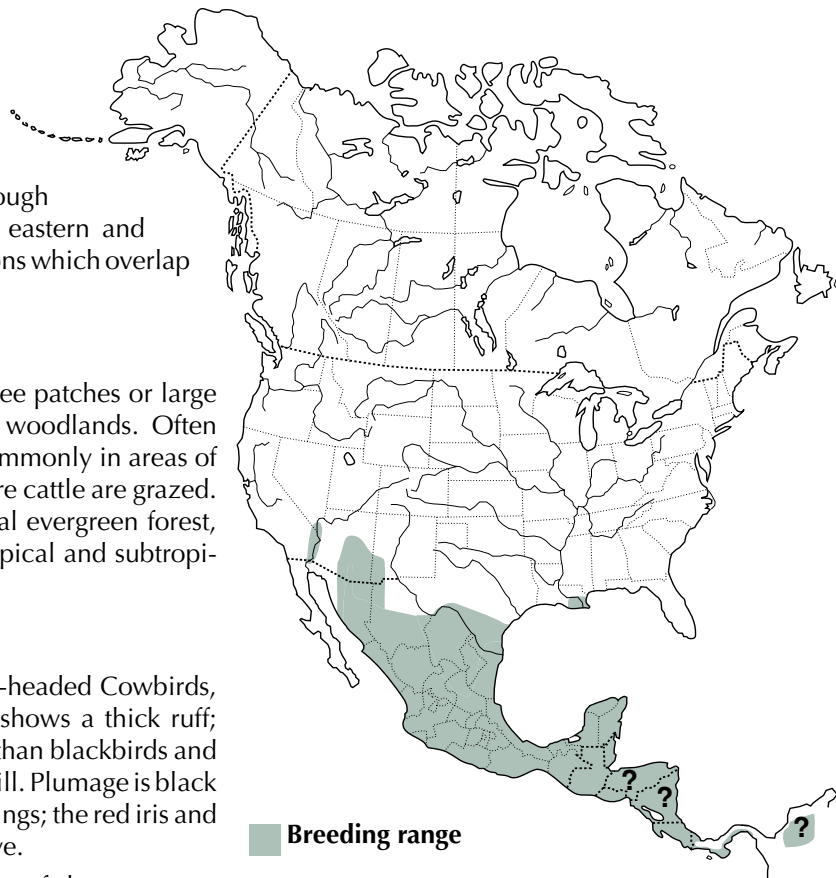 ough
eastern and
ons which overlap
ee patches or large
woodlands. Often
mmonly in areas of
re cattle are grazed.
al evergreen forest,
pical and subtropi-
-headed Cowbirds,
shows a thick ruff;
than blackbirds and
ill. Plumage is black
ngs; the red iris and
ve.
?
?
?
Breeding range